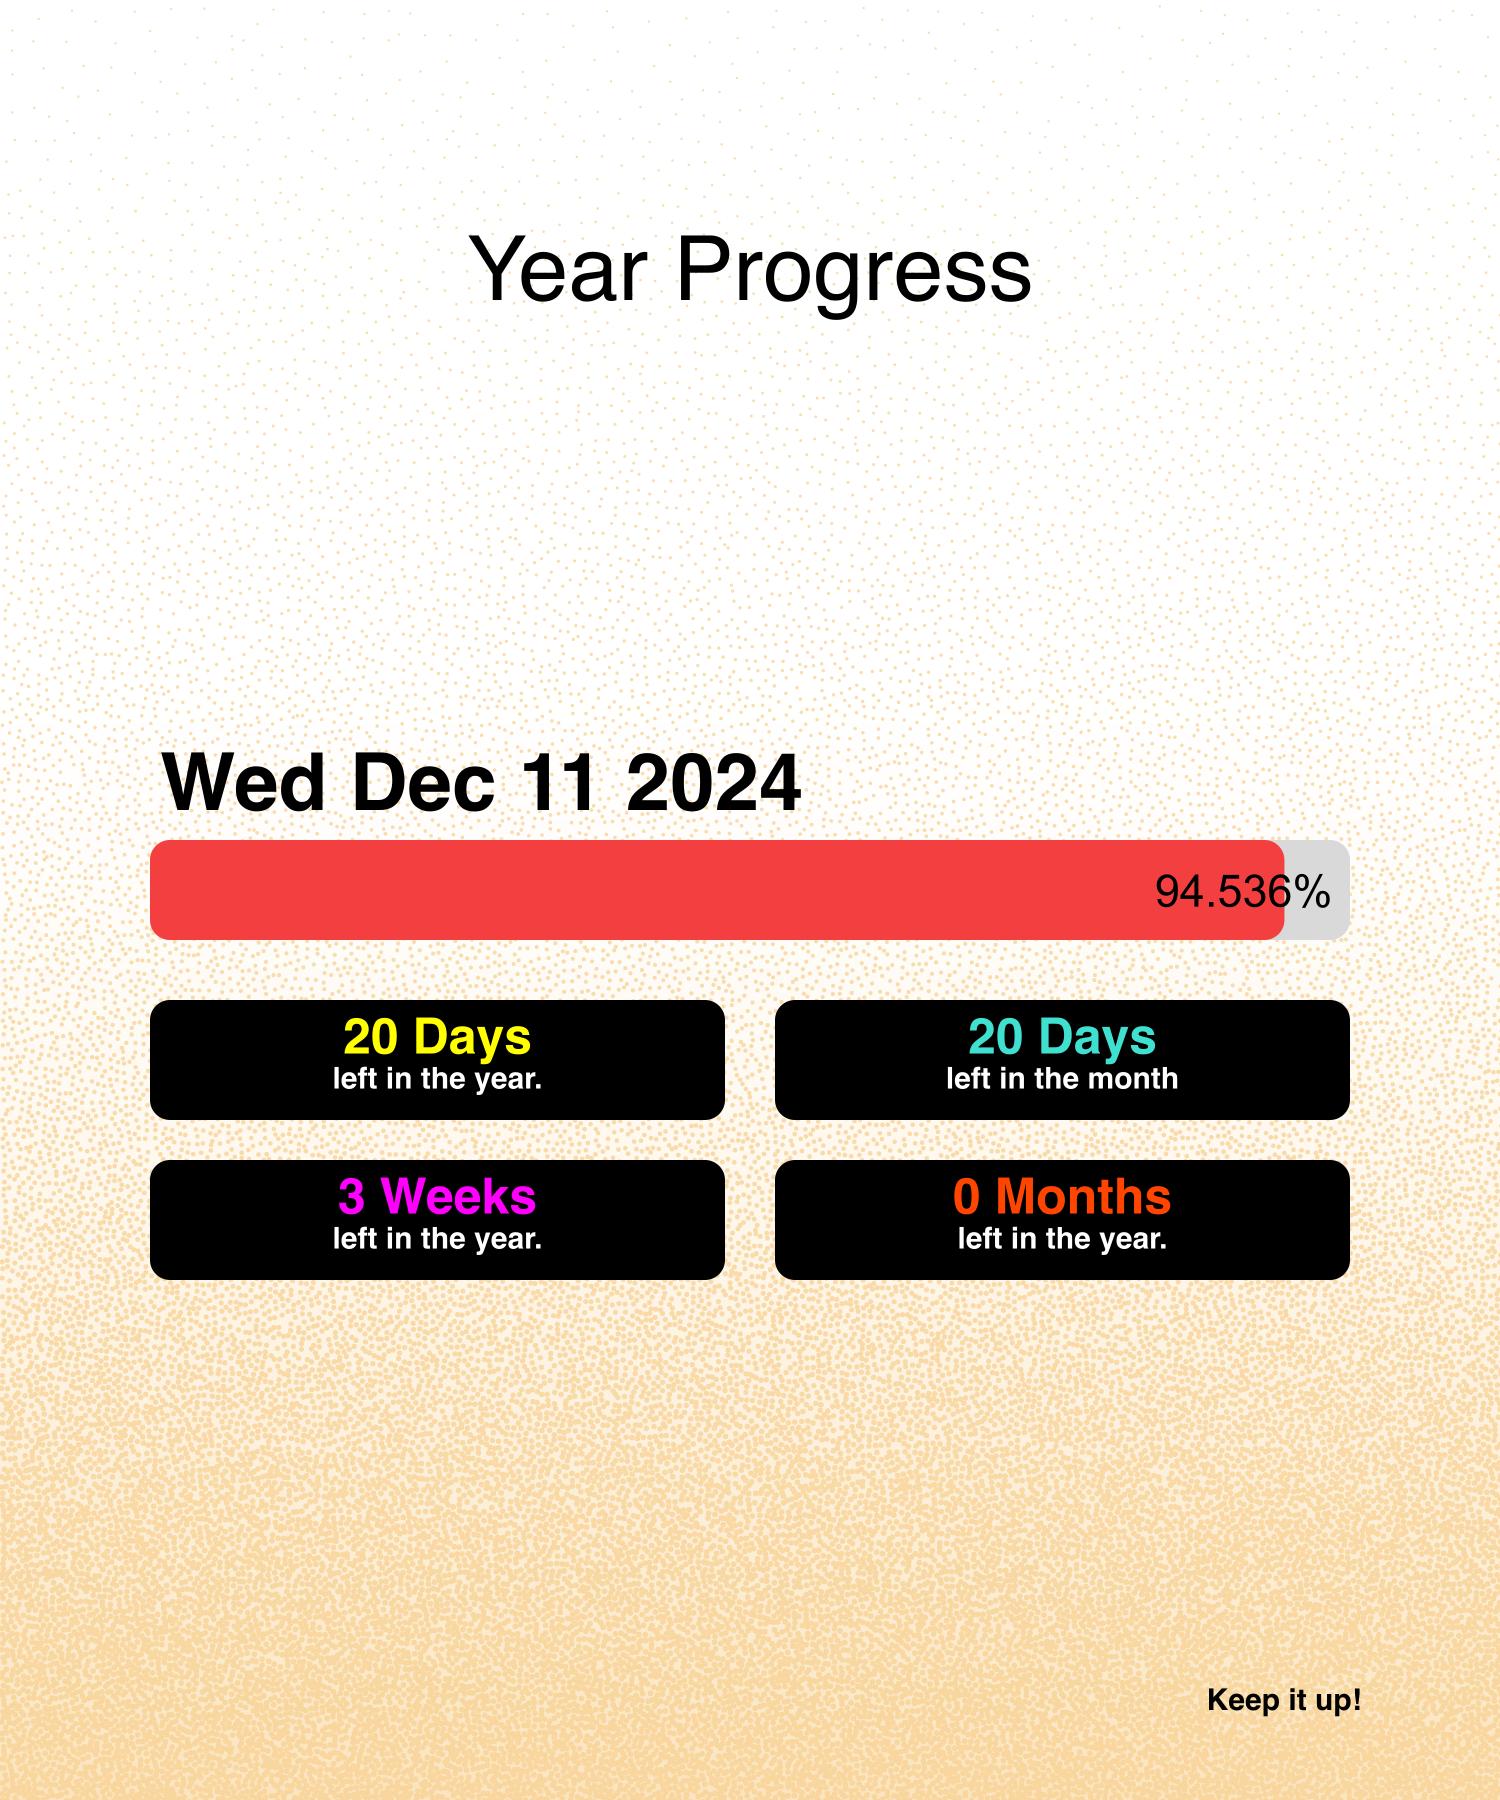 Year Progress
Wed Dec 11 2024
94.536%
20 Days
left in the year.
20 Days
left in the month
3 Weeks
left in the year.
0 Months
left in the year.
Keep it up!